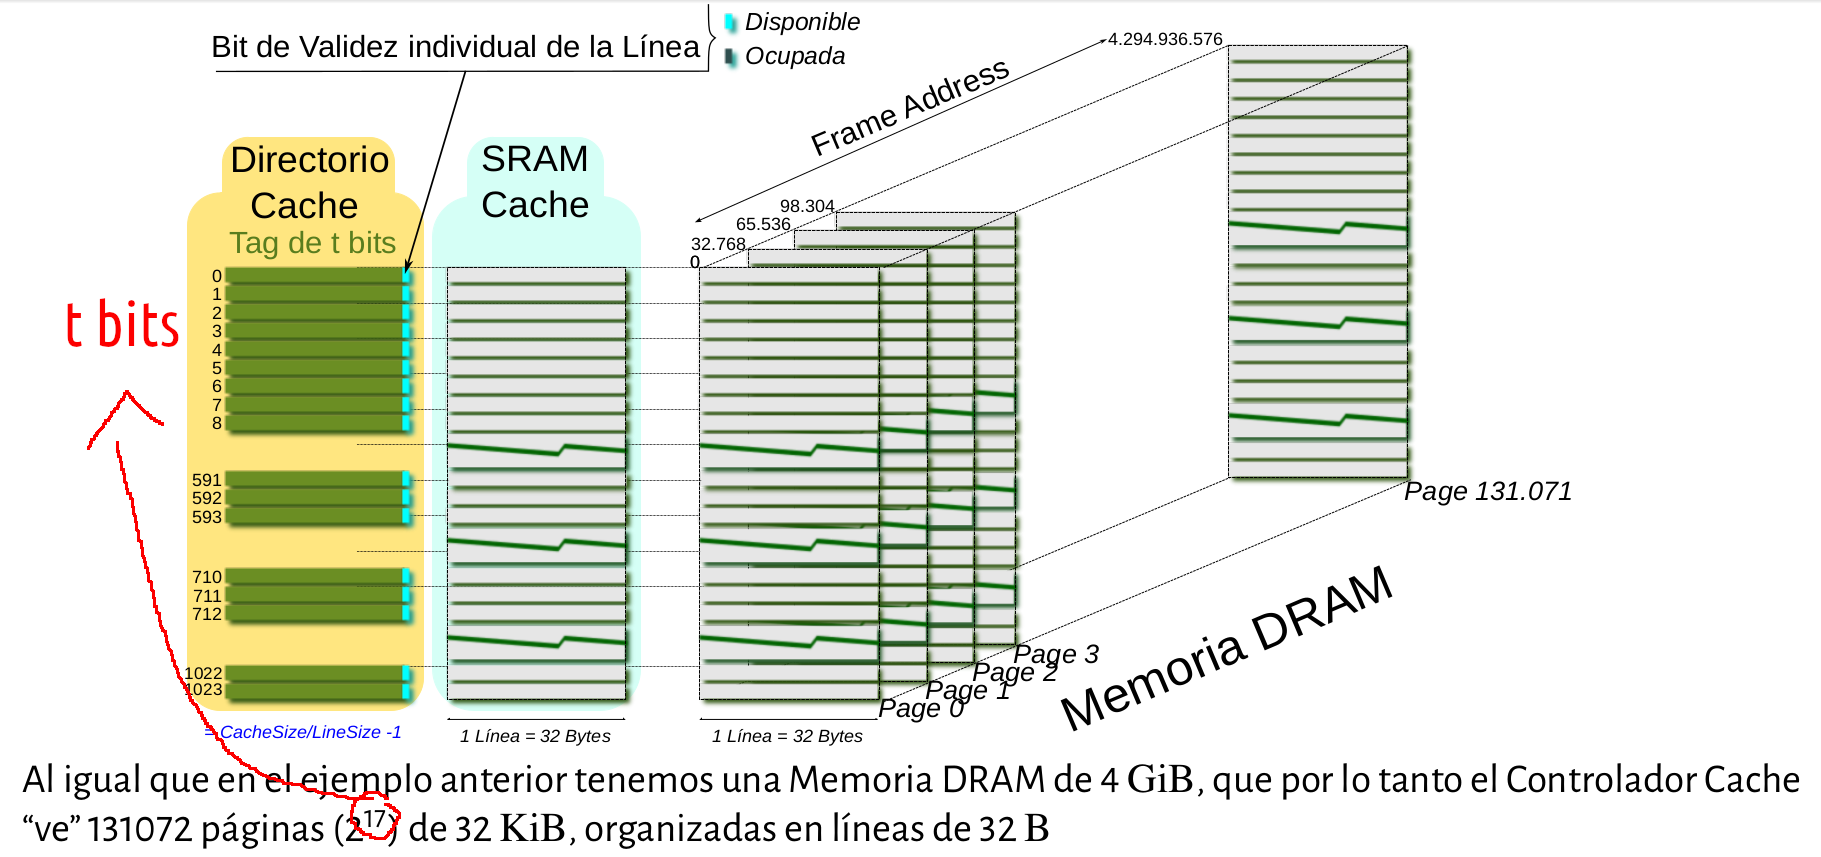 Bit de Validez individual de la Línea
Disponible
Ocupada
Directorio
Cache
Tag de t bits
SRAM
Cache
Frame Address
4.294.936.576
98.304
65.536
32.768
0
t bits
0
1
2
3
4
5
6
7
8
591
592
593
710
711
712
1022
1023
= CacheSize/LineSize -1
1 Línea = 32 Bytes
1 Línea = 32 Bytes
Page 0
Page 1
Page 2
Page 3
Page 131.071
Memoria DRAM
Al igual que en el ejemplo anterior tenemos una Memoria DRAM de 4 GiB, que por lo tanto el Controlador Cache
“ve” 131072 páginas (2¹⁷) de 32 KiB, organizadas en líneas de 32 B